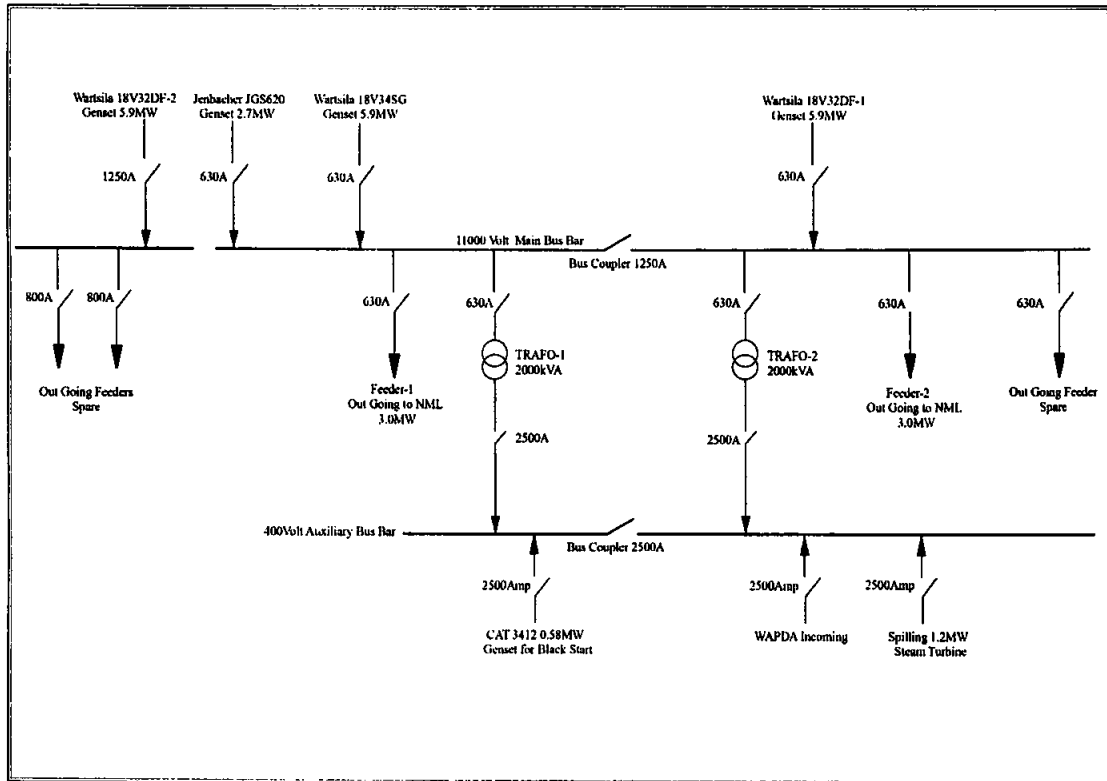 Wartsila 18V32DF-2
Genset 5.9MW
Jenbacher JGS620
Genset 2.7MW
Wartsila 18V34SG
Genset 5.9MW
Wartsila 18V32DF-1
Genset 5.9MW
1250A
630A
630A
630A
11000 Volt Main Bus Bar
Bus Coupler 1250A
800A
800A
630A
630A
630A
630A
630A
TRAFO-1
2000kVA
TRAFO-2
2000kVA
Out Going Feeders
Spare
Feeder-1
Out Going to NML
3.0MW
Feeder-2
Out Going to NML
3.0MW
Out Going Feeder
Spare
2500A
2500A
400Volt Auxiliary Bus Bar
Bus Coupler 2500A
2500Amp
2500Amp
2500Amp
CAT 3412 0.58MW
Genset for Black Start
WAPDA Incoming
Spilling 1.2MW
Steam Turbine